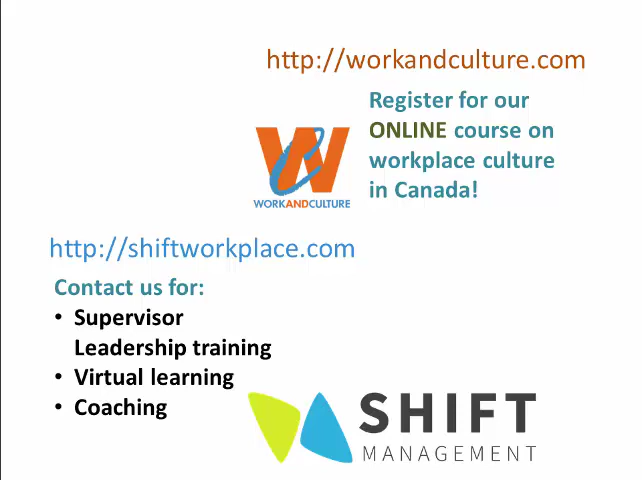 http://workandculture.com
Register for our
ONLINE course on
workplace culture
in Canada!
WORKANDCULTURE
http://shiftworkplace.com
Contact us for:
• Supervisor
Leadership training
• Virtual learning
• Coaching
SHIFT
MANAGEMENT